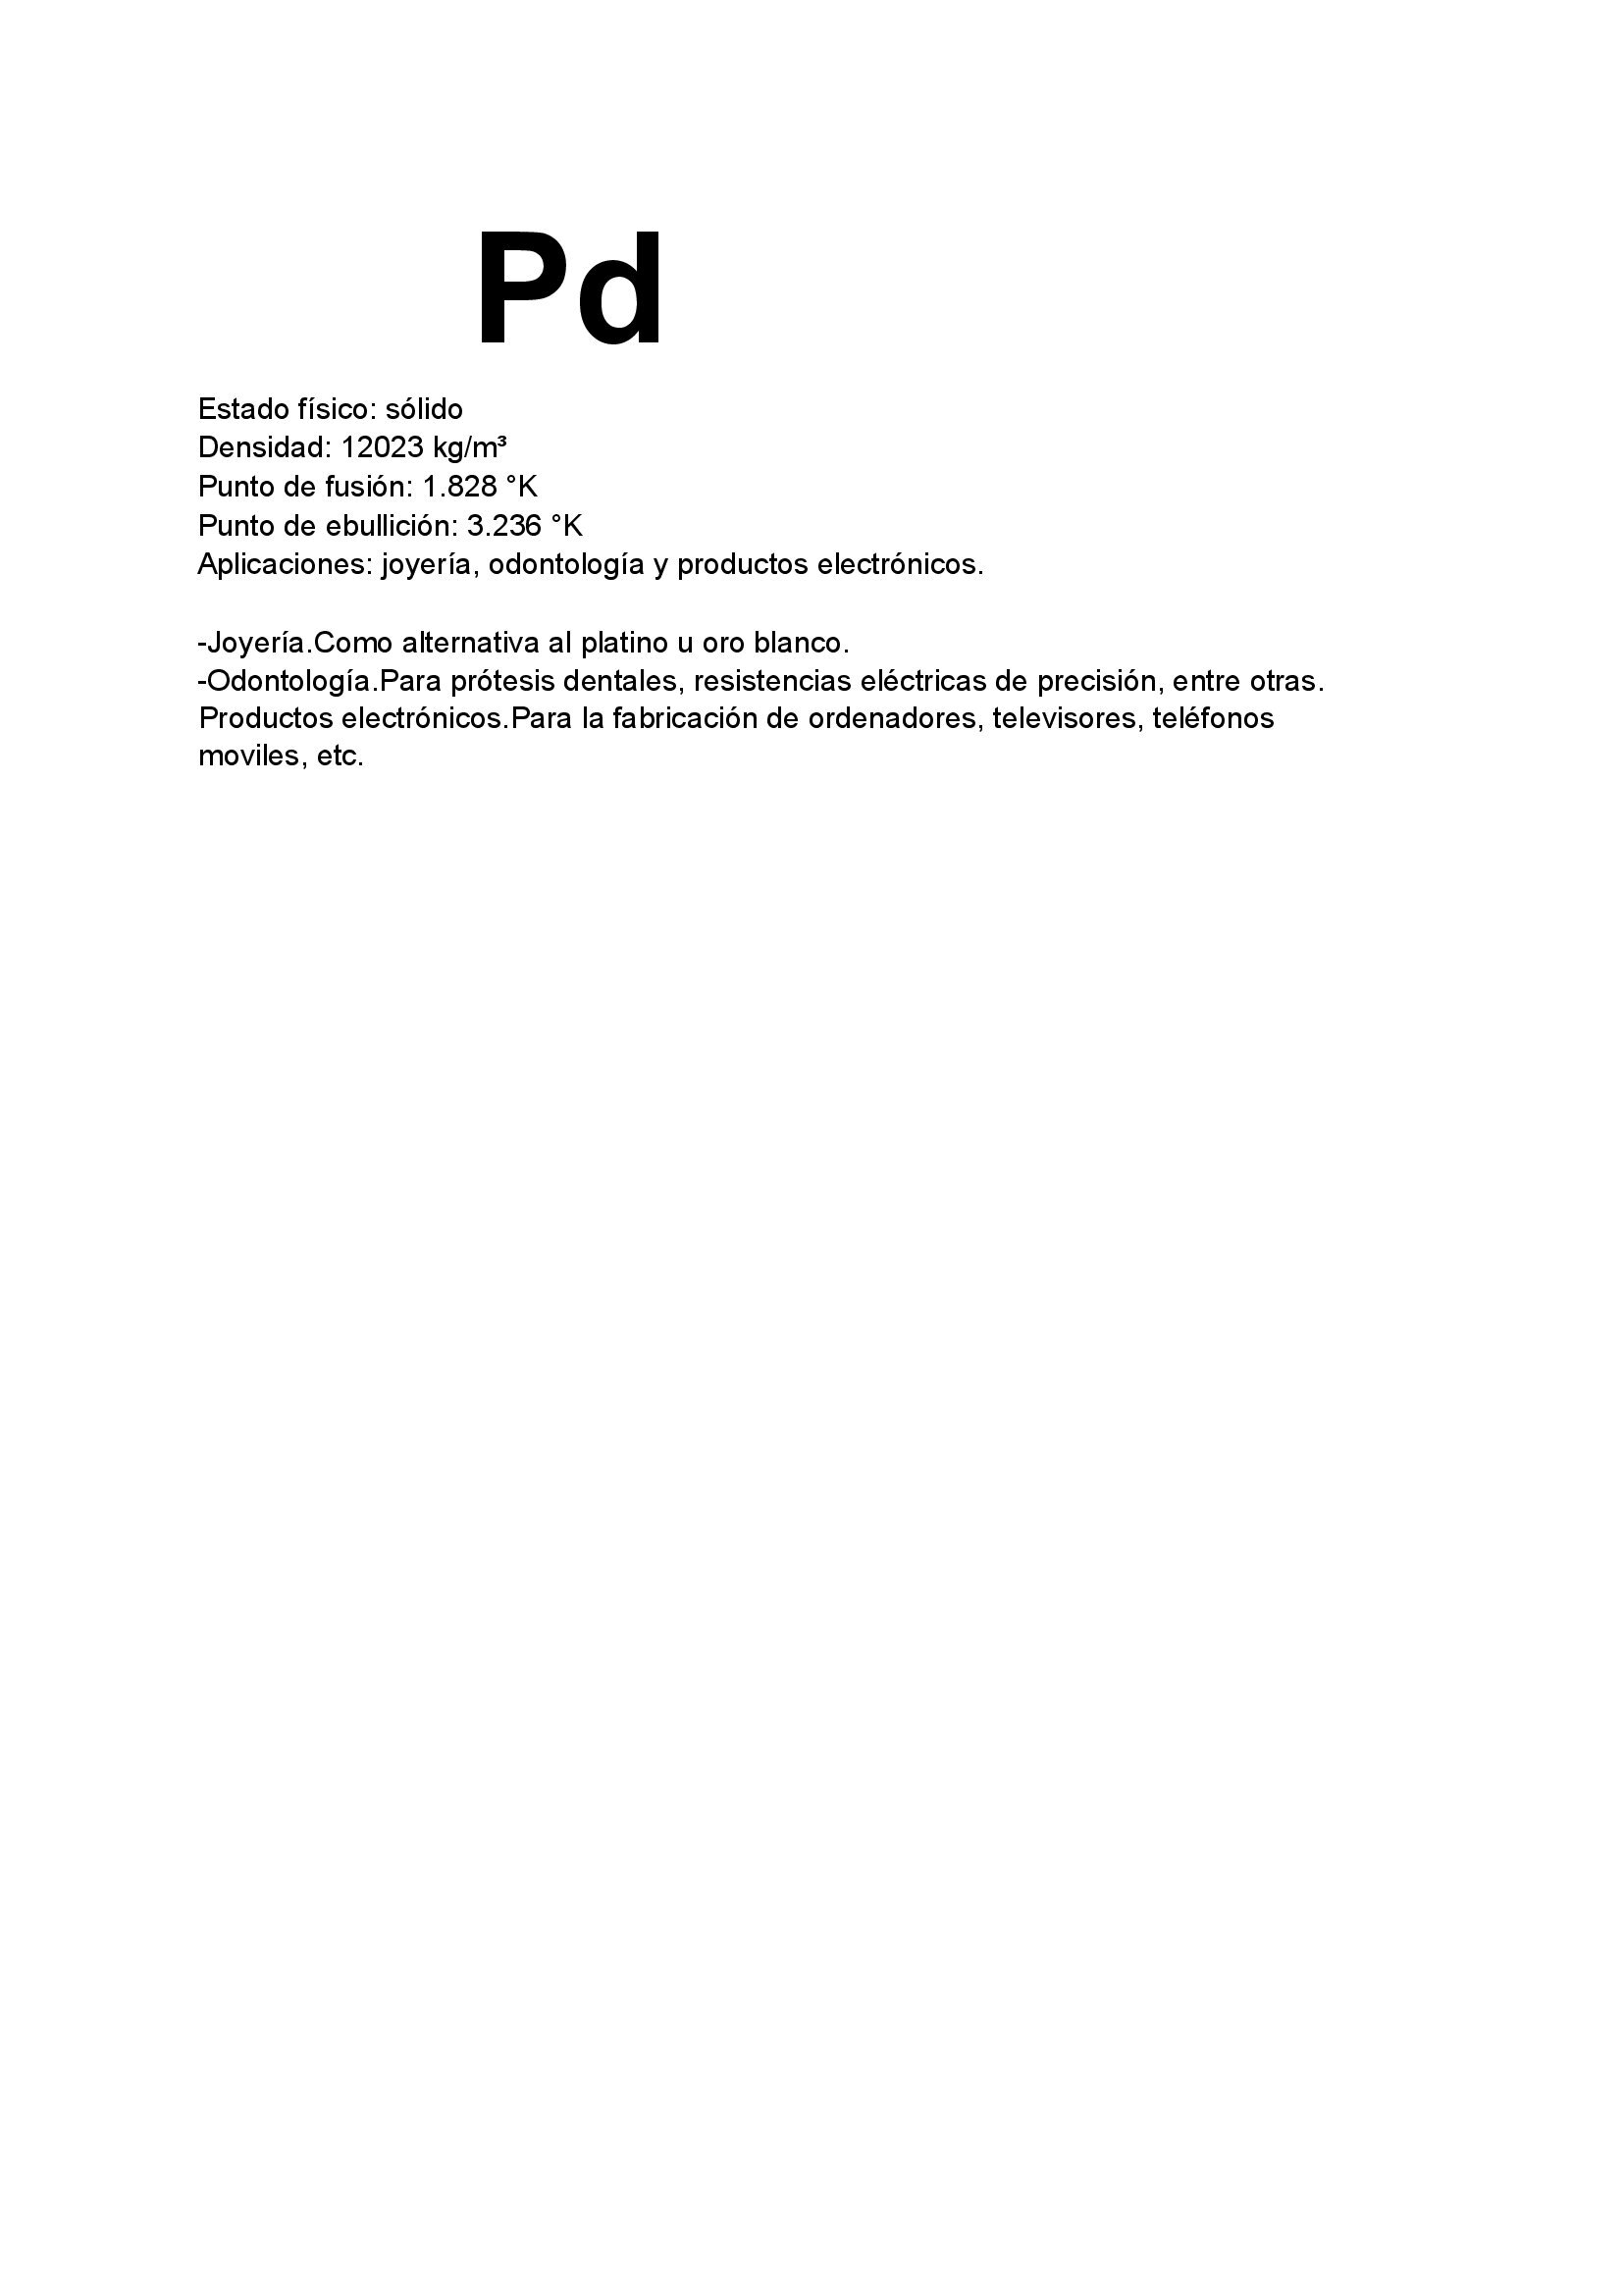 Pd
Estado físico: sólido
Densidad: 12023 kg/m³
Punto de fusión: 1.828 °K
Punto de ebullición: 3.236 °K
Aplicaciones: joyería, odontología y productos electrónicos.
-Joyería.Como alternativa al platino u oro blanco.
-Odontología.Para prótesis dentales, resistencias eléctricas de precisión, entre otras.
Productos electrónicos.Para la fabricación de ordenadores, televisores, teléfonos
moviles, etc.